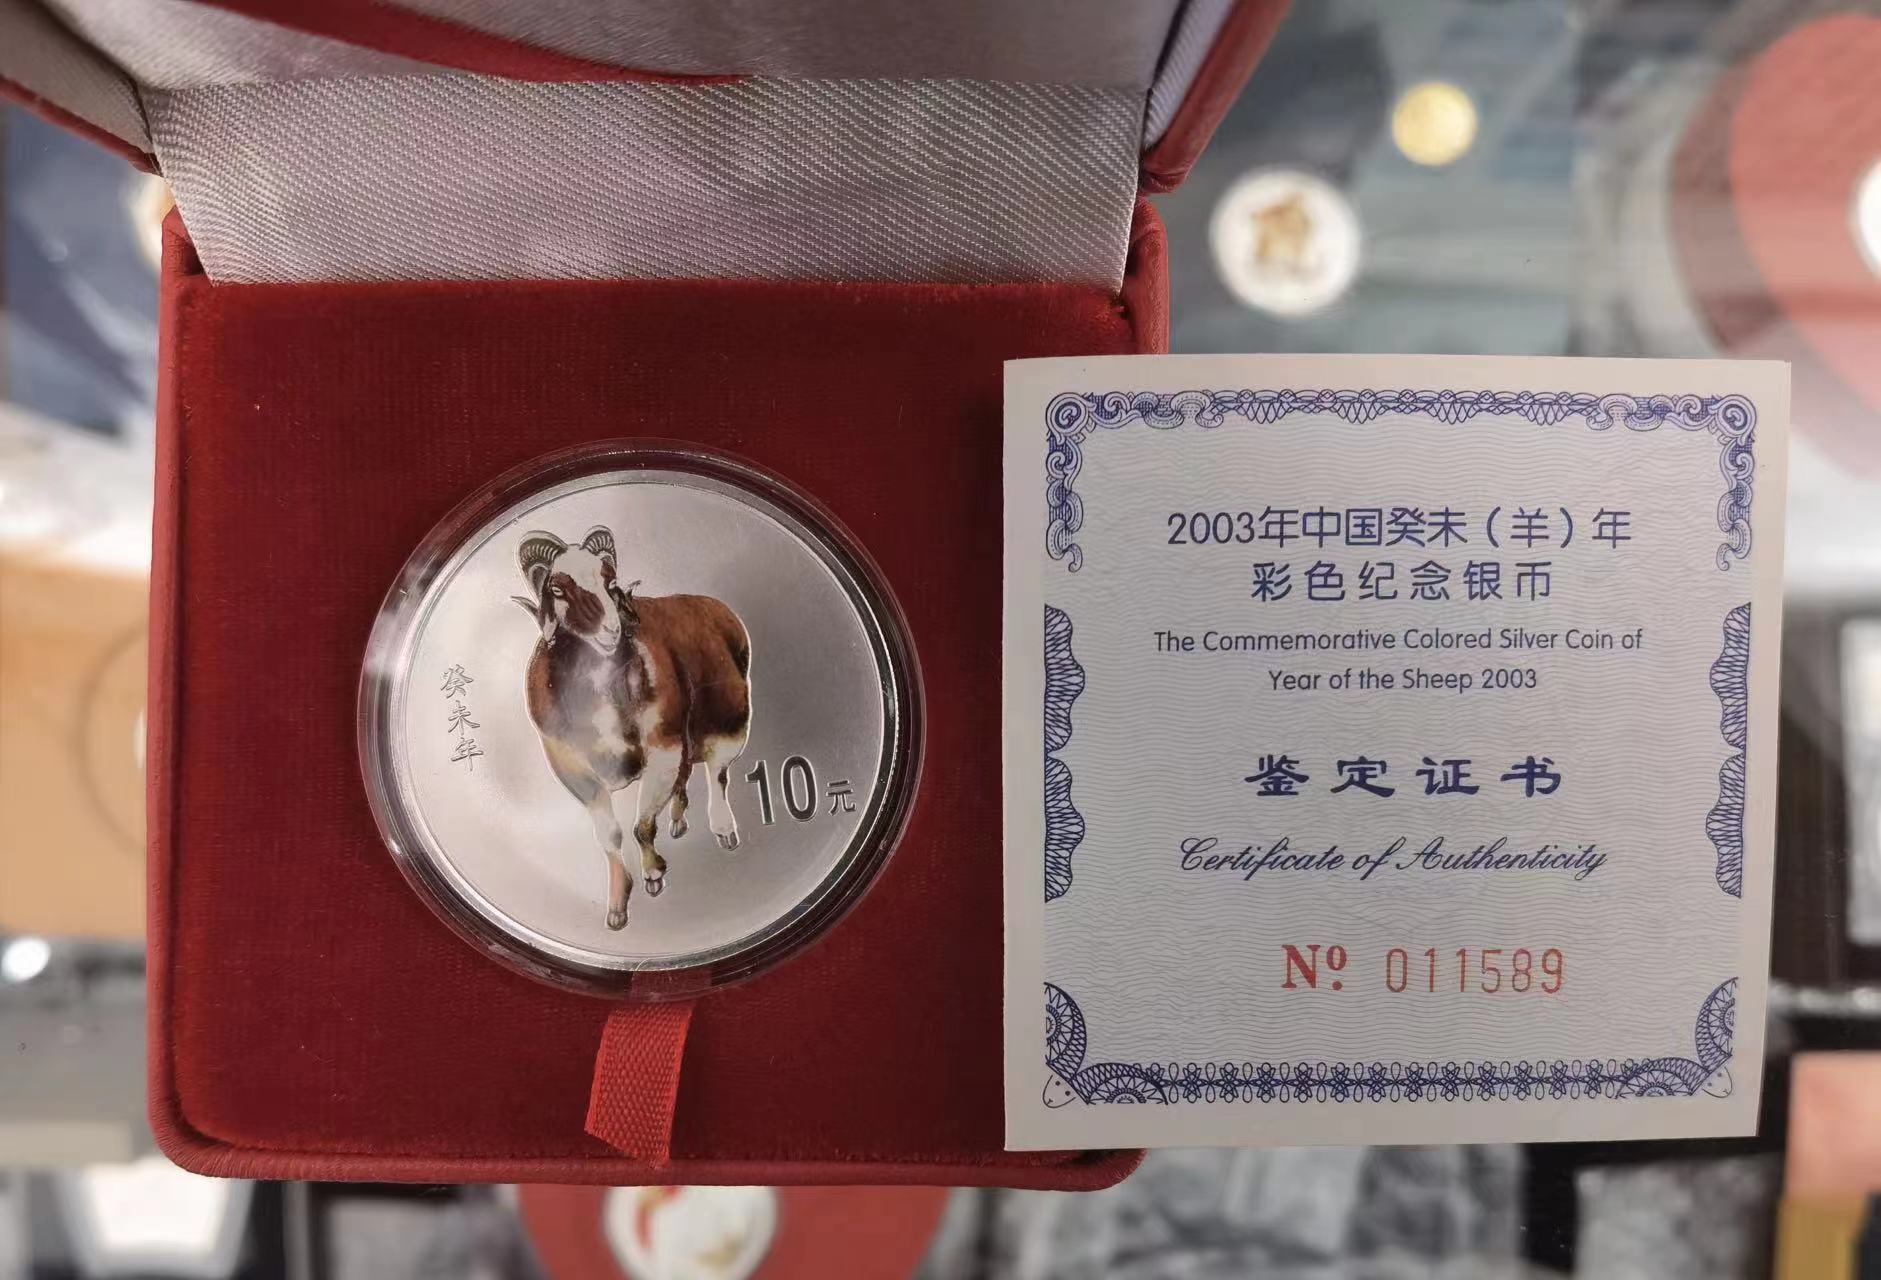 癸未年
10元
2003年中国癸未（羊）年
彩色纪念银币
The Commemorative Colored Silver Coin of
Year of the Sheep 2003
鉴定证书
Certificate of Authenticity
Nº. 011589